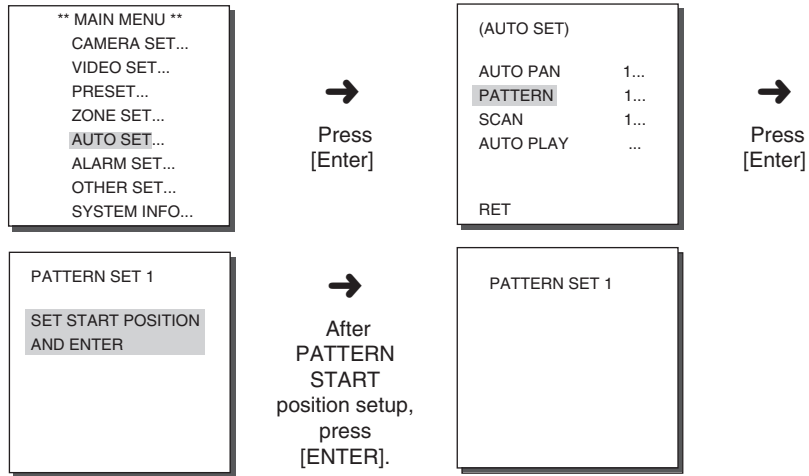 ** MAIN MENU **
CAMERA SET...
VIDEO SET...
PRESET...
ZONE SET...
AUTO SET...
ALARM SET...
OTHER SET...
SYSTEM INFO...
➔
Press
[Enter]
(AUTO SET)
AUTO PAN 1...
PATTERN 1...
SCAN 1...
AUTO PLAY ...
RET
➔
Press
[Enter]
PATTERN SET 1
SET START POSITION
AND ENTER
➔
After
PATTERN
START
position setup,
press
[ENTER].
PATTERN SET 1